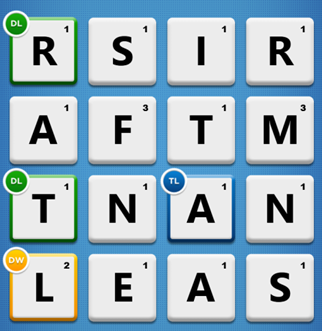 DL 1 1 1 1
R S I R
1 3 1 3
A F T M
DL 1 1 TL 1 1
T N A N
DW 2 1 1 1
L E A S